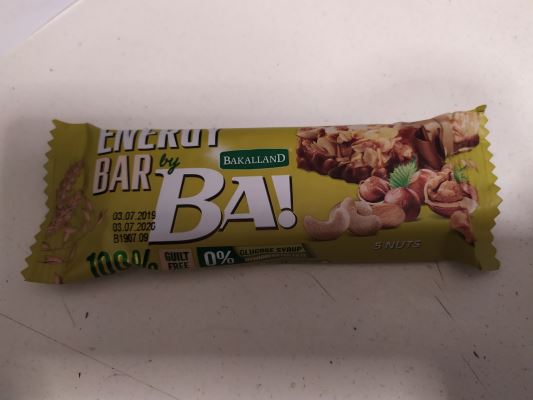 ENERGY
BAR by
BAKALLAND
BA!
03.07.2019
03.07.2020
B1907.09
100% GUILT FREE 0% GLUCOSE SYRUP
5 NUTS